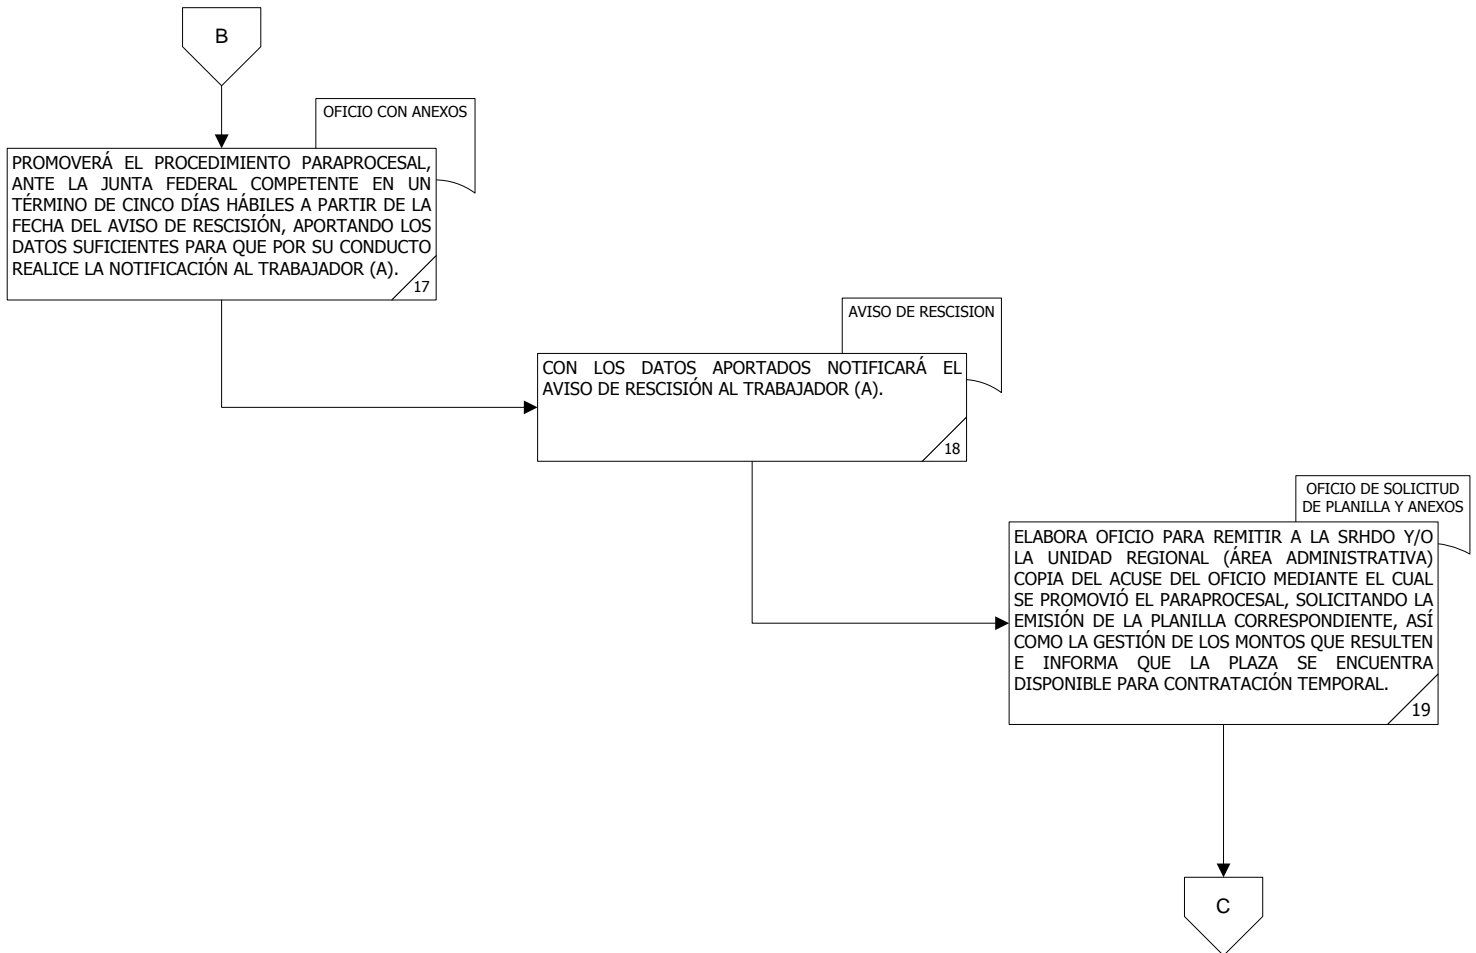 B
OFICIO CON ANEXOS
PROMOVERÁ EL PROCEDIMIENTO PARAPROCESAL,
ANTE LA JUNTA FEDERAL COMPETENTE EN UN
TÉRMINO DE CINCO DÍAS HÁBILES A PARTIR DE LA
FECHA DEL AVISO DE RESCISIÓN, APORTANDO LOS
DATOS SUFICIENTES PARA QUE POR SU CONDUCTO
REALICE LA NOTIFICACIÓN AL TRABAJADOR (A).
17
AVISO DE RESCISION
CON LOS DATOS APORTADOS NOTIFICARÁ EL
AVISO DE RESCISIÓN AL TRABAJADOR (A).
18
OFICIO DE SOLICITUD
DE PLANILLA Y ANEXOS
ELABORA OFICIO PARA REMITIR A LA SRHDO Y/O
LA UNIDAD REGIONAL (ÁREA ADMINISTRATIVA)
COPIA DEL ACUSE DEL OFICIO MEDIANTE EL CUAL
SE PROMOVIÓ EL PARAPROCESAL, SOLICITANDO LA
EMISIÓN DE LA PLANILLA CORRESPONDIENTE, ASÍ
COMO LA GESTIÓN DE LOS MONTOS QUE RESULTEN
E INFORMA QUE LA PLAZA SE ENCUENTRA
DISPONIBLE PARA CONTRATACIÓN TEMPORAL.
19
C